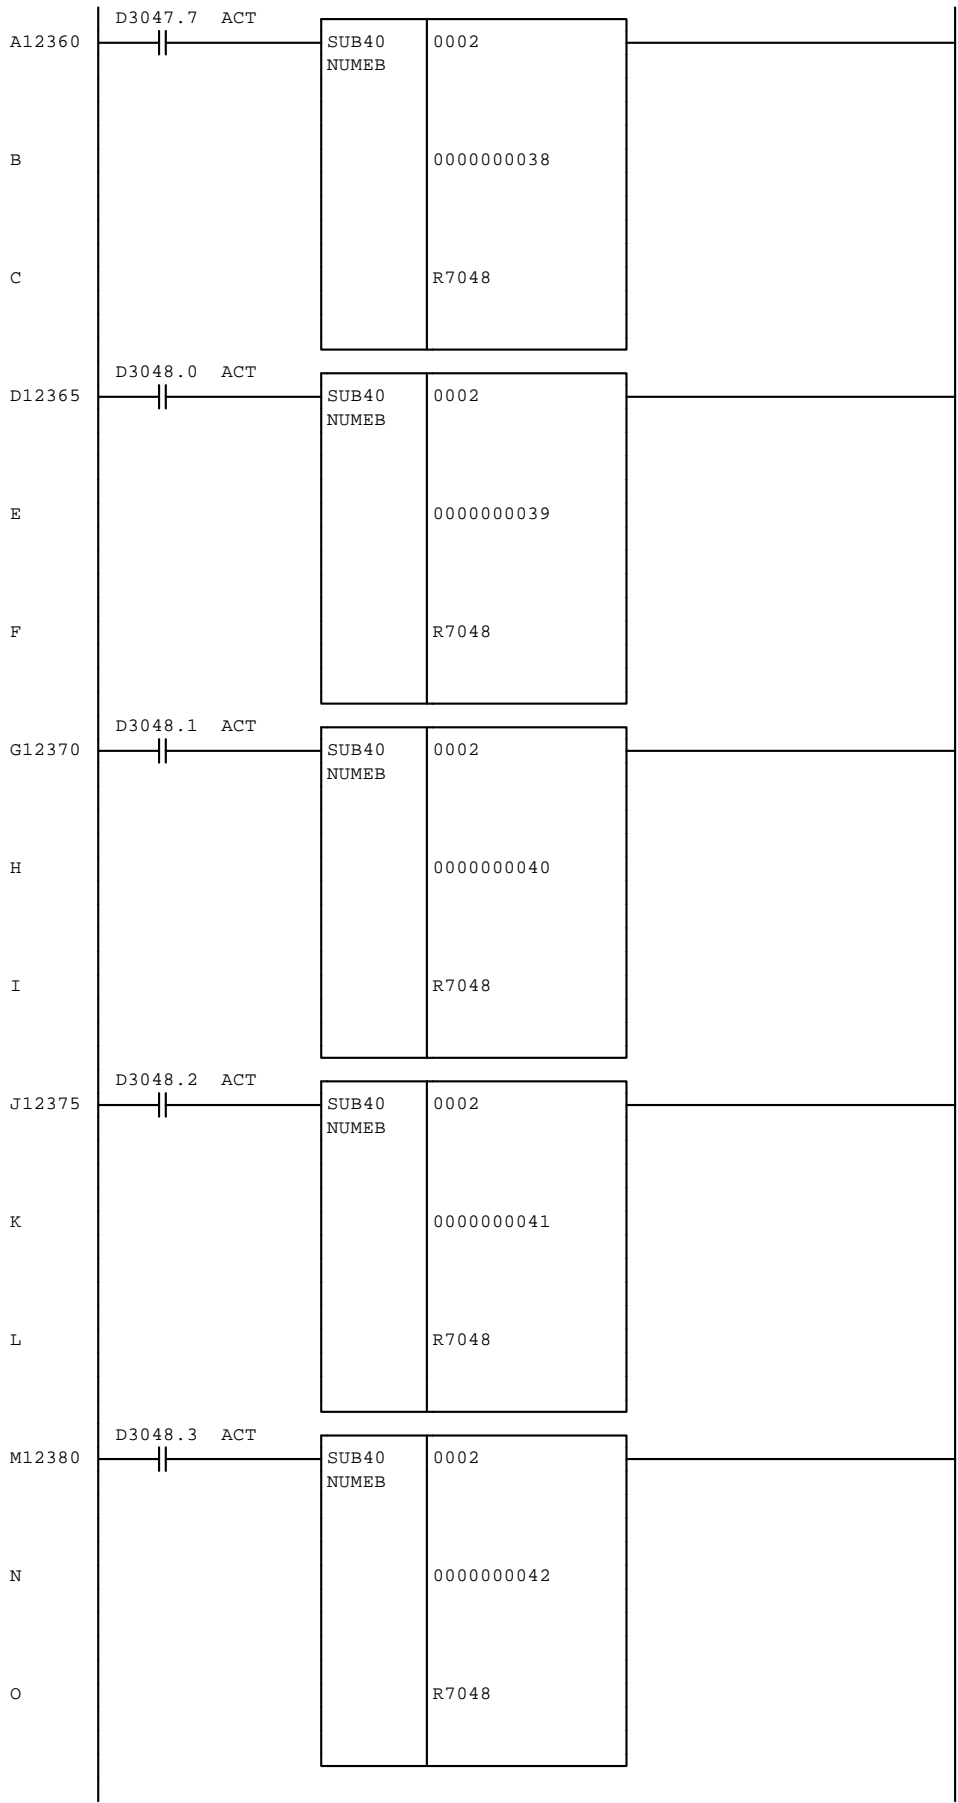 D3047.7 ACT
A12360 SUB40 0002
NUMEB
B 0000000038
C R7048
D3048.0 ACT
D12365 SUB40 0002
NUMEB
E 0000000039
F R7048
D3048.1 ACT
G12370 SUB40 0002
NUMEB
H 0000000040
I R7048
D3048.2 ACT
J12375 SUB40 0002
NUMEB
K 0000000041
L R7048
D3048.3 ACT
M12380 SUB40 0002
NUMEB
N 0000000042
O R7048